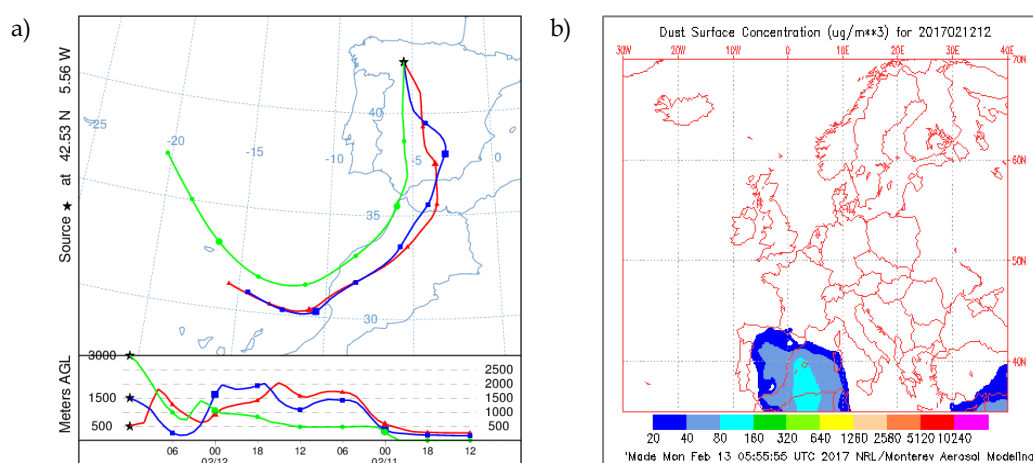 a)
Source ★ at 42.53 N 5.56 W
-25
-20
-15
-10
-5
0
40
35
30
Meters AGL
3000
1500
500
2500
2000
1500
1000
500
06 00 18 12 06 00 18 12
02/12 02/11
b)
Dust Surface Concentration (ug/m**3) for 2017021212
30W 20W 10W 0 10E 20E 30E 40E
70N
60N
50N
40N
20 40 80 160 320 640 1280 2580 5120 10240
'Made Mon Feb 13 05:55:56 UTC 2017 NRL/Monterey Aerosol Modeling